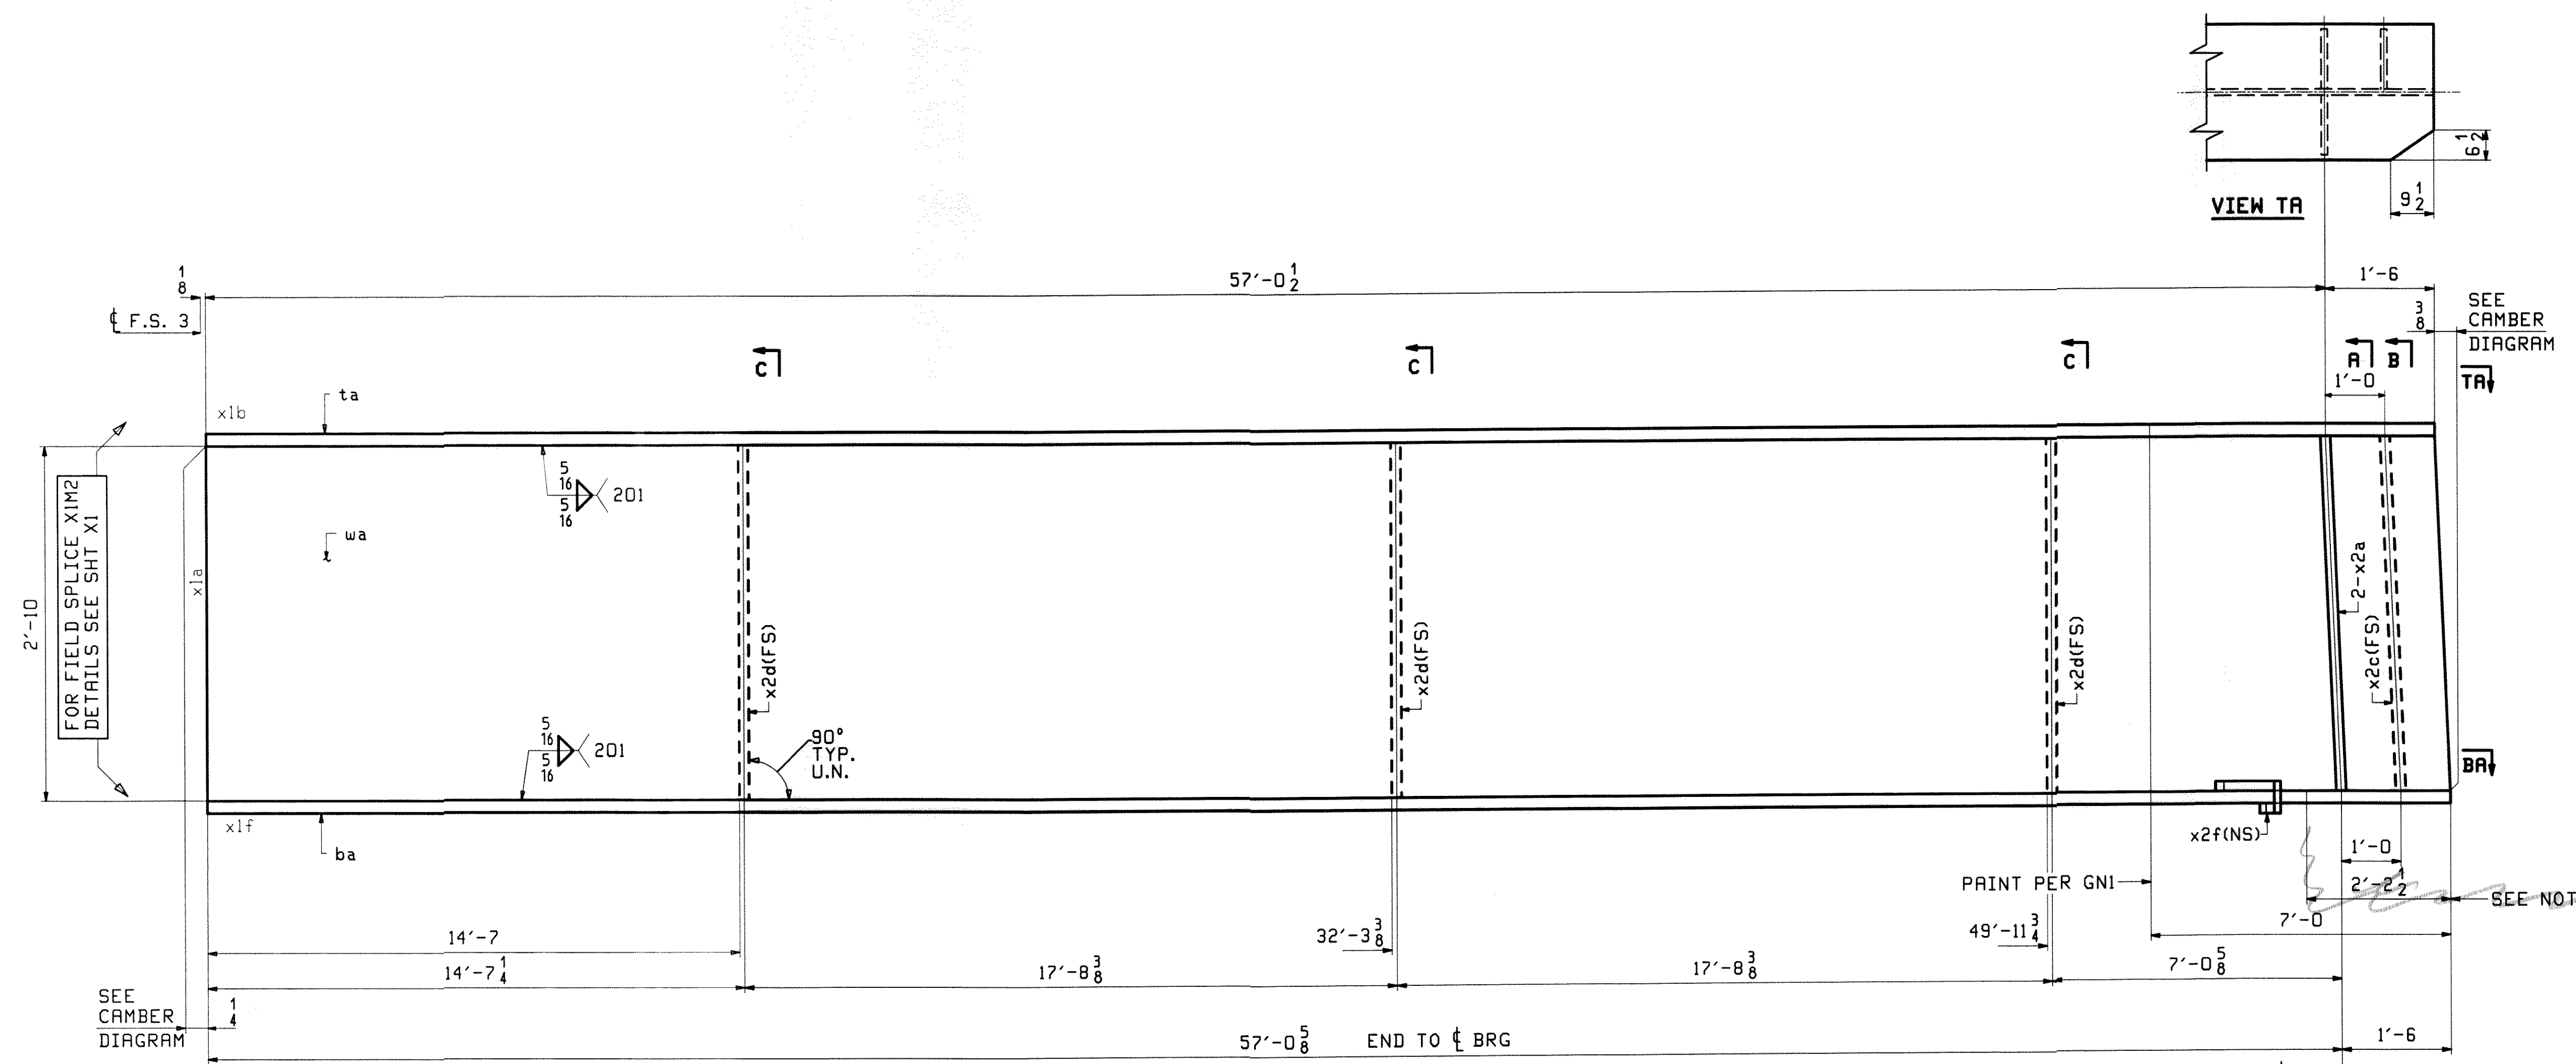 6 1/2
9 1/2
VIEW TA
1/8
57'-0 1/2
1'-6
℄ F.S. 3
3/8
SEE
CAMBER
DIAGRAM
C
C
C
A
B
1'-0
TA
x1b
ta
5/16
5/16
201
wa
x1a
2'-10
FOR FIELD SPLICE X1M2
DETAILS SEE SHT X1
x2d(FS)
x2d(FS)
x2d(FS)
2-x2a
x2c(FS)
5/16
5/16
201
90°
TYP.
U.N.
BA
x1f
ba
x2f(NS)
1'-0
PAINT PER GN1
2'-2 1/2
SEE NOT
7'-0
14'-7
32'-3 3/8
49'-11 3/4
14'-7 1/4
17'-8 3/8
17'-8 3/8
7'-0 5/8
SEE
CAMBER
DIAGRAM
1/4
57'-0 5/8 END TO ℄ BRG
1'-6